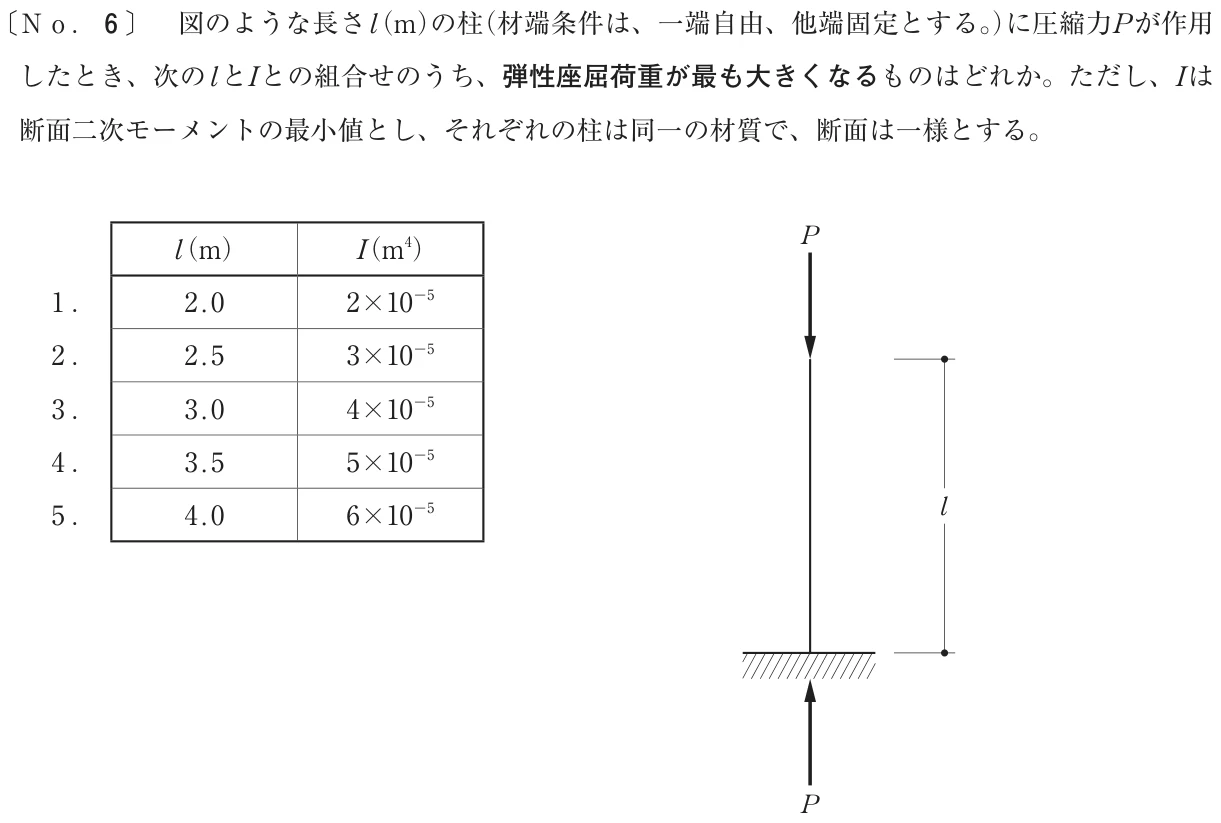 〔No. 6〕 図のような長さl(m)の柱(材端条件は、一端自由、他端固定とする。)に圧縮力Pが作用
したとき、次のlとIとの組合せのうち、弾性座屈荷重が最も大きくなるものはどれか。ただし、Iは
断面二次モーメントの最小値とし、それぞれの柱は同一の材質で、断面は一様とする。
l(m) I(m⁴)
1. 2.0 2×10⁻⁵
2. 2.5 3×10⁻⁵
3. 3.0 4×10⁻⁵
4. 3.5 5×10⁻⁵
5. 4.0 6×10⁻⁵
P
l
P